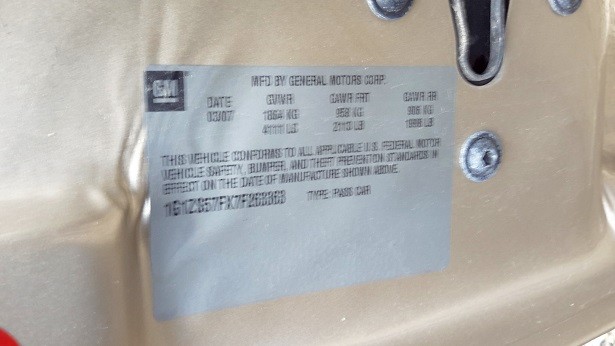 GM
MFD BY GENERAL MOTORS CORP.
DATE GVWR GAWR FRT GAWR RR
03/07 1864 KG 958 KG 906 KG
LB 2113 LB 1998 LB
THIS VEHICLE CONFORMS TO ALL APPLICABLE U.S. FEDERAL MOTOR
VEHICLE SAFETY, BUMPER, AND THEFT PREVENTION STANDARDS IN
EFFECT ON THE DATE OF MANUFACTURE SHOWN ABOVE.
TYPE: PASS CAR